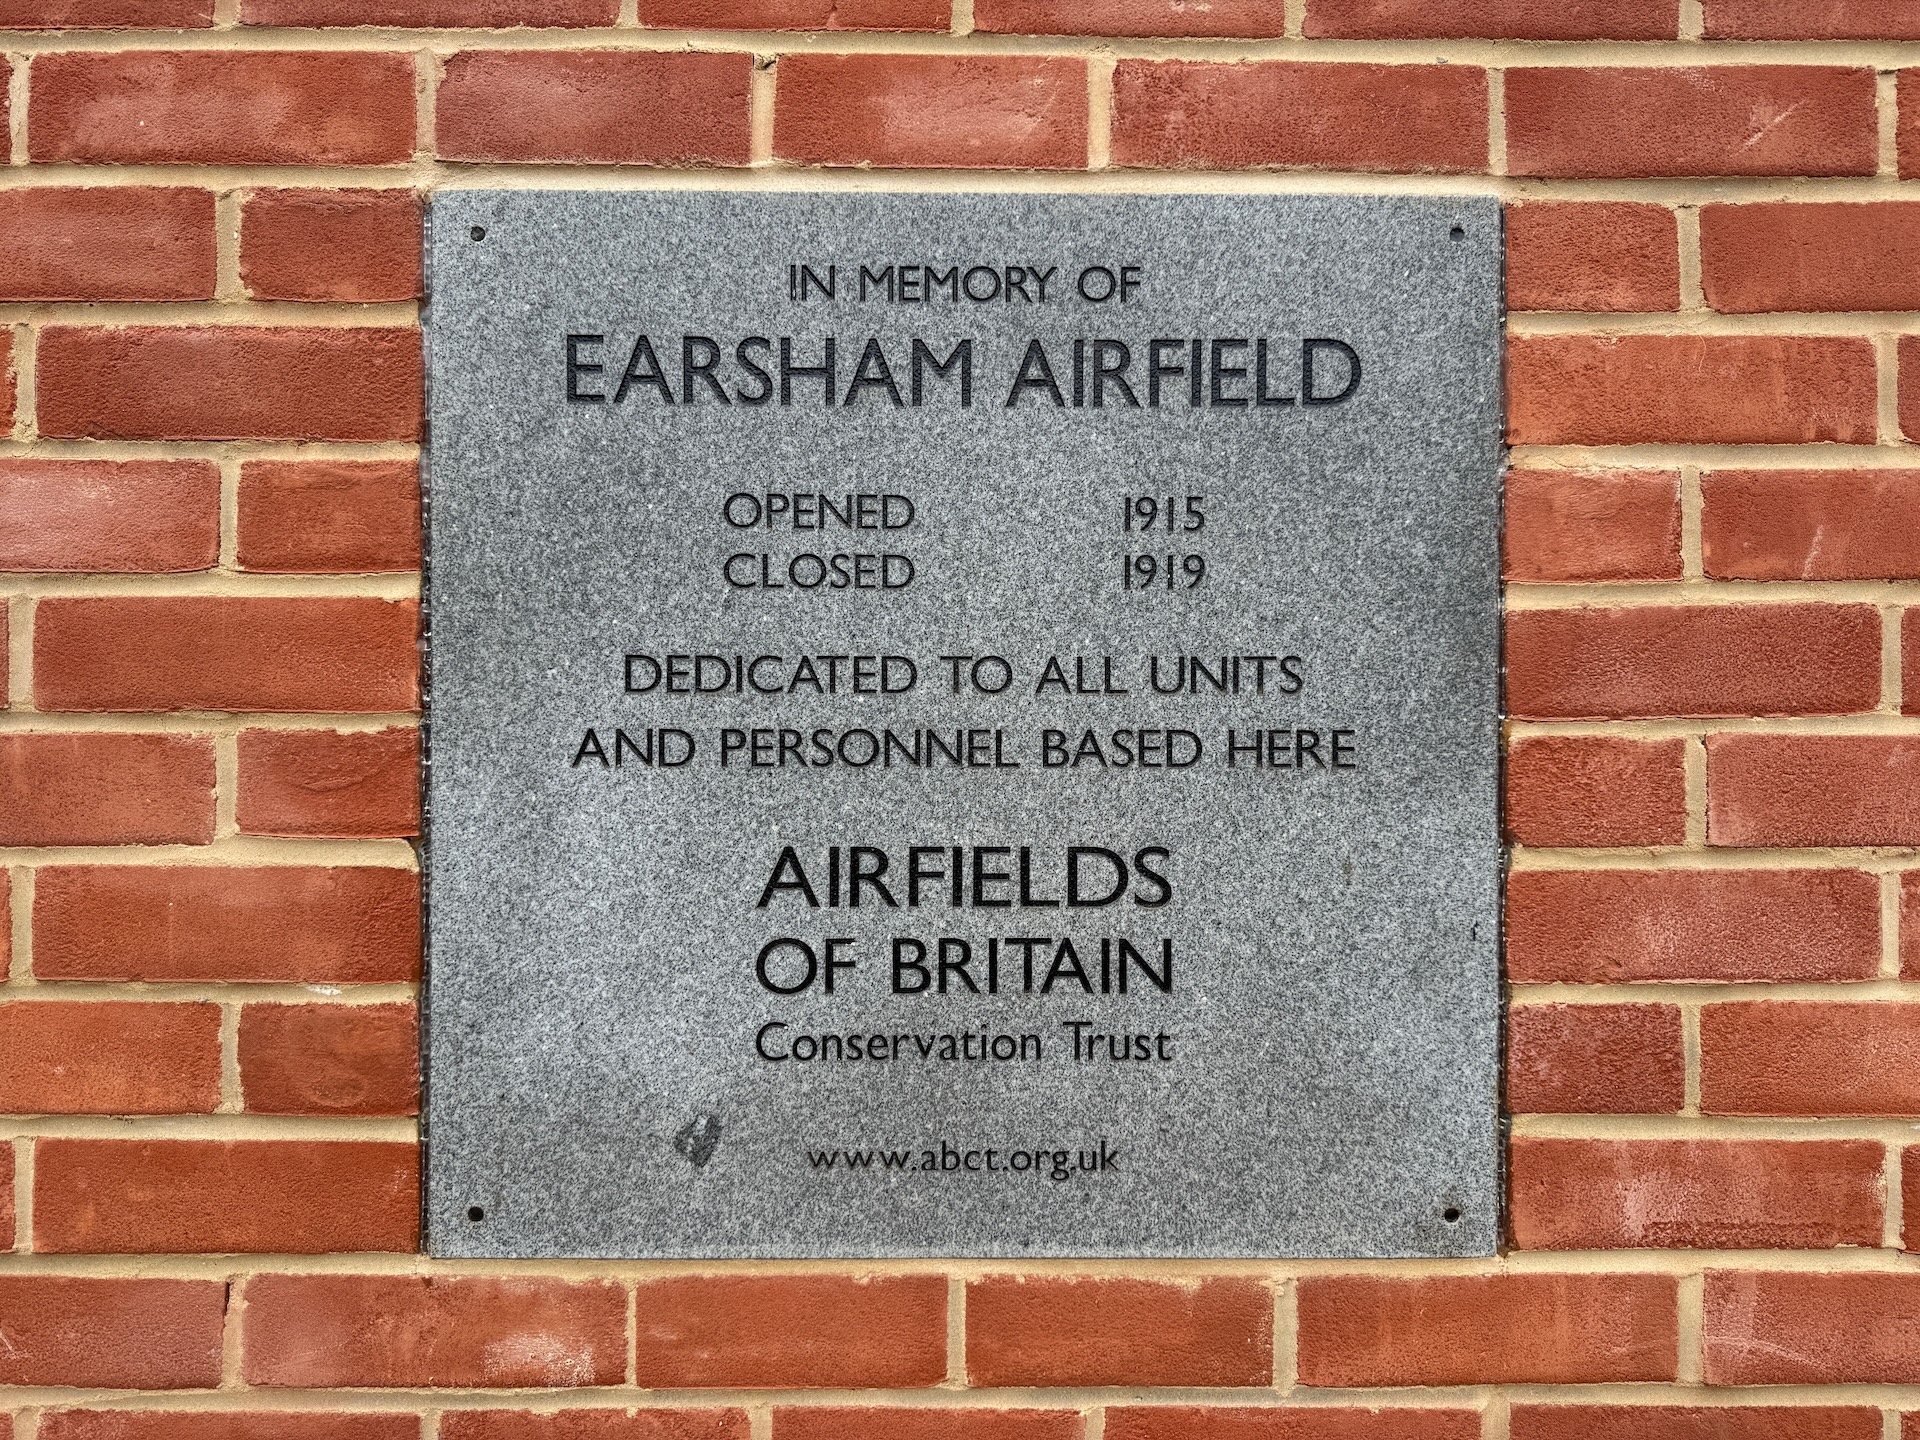 IN MEMORY OF
EARSHAM AIRFIELD
OPENED 1915
CLOSED 1919
DEDICATED TO ALL UNITS
AND PERSONNEL BASED HERE
AIRFIELDS
OF BRITAIN
Conservation Trust
www.abct.org.uk